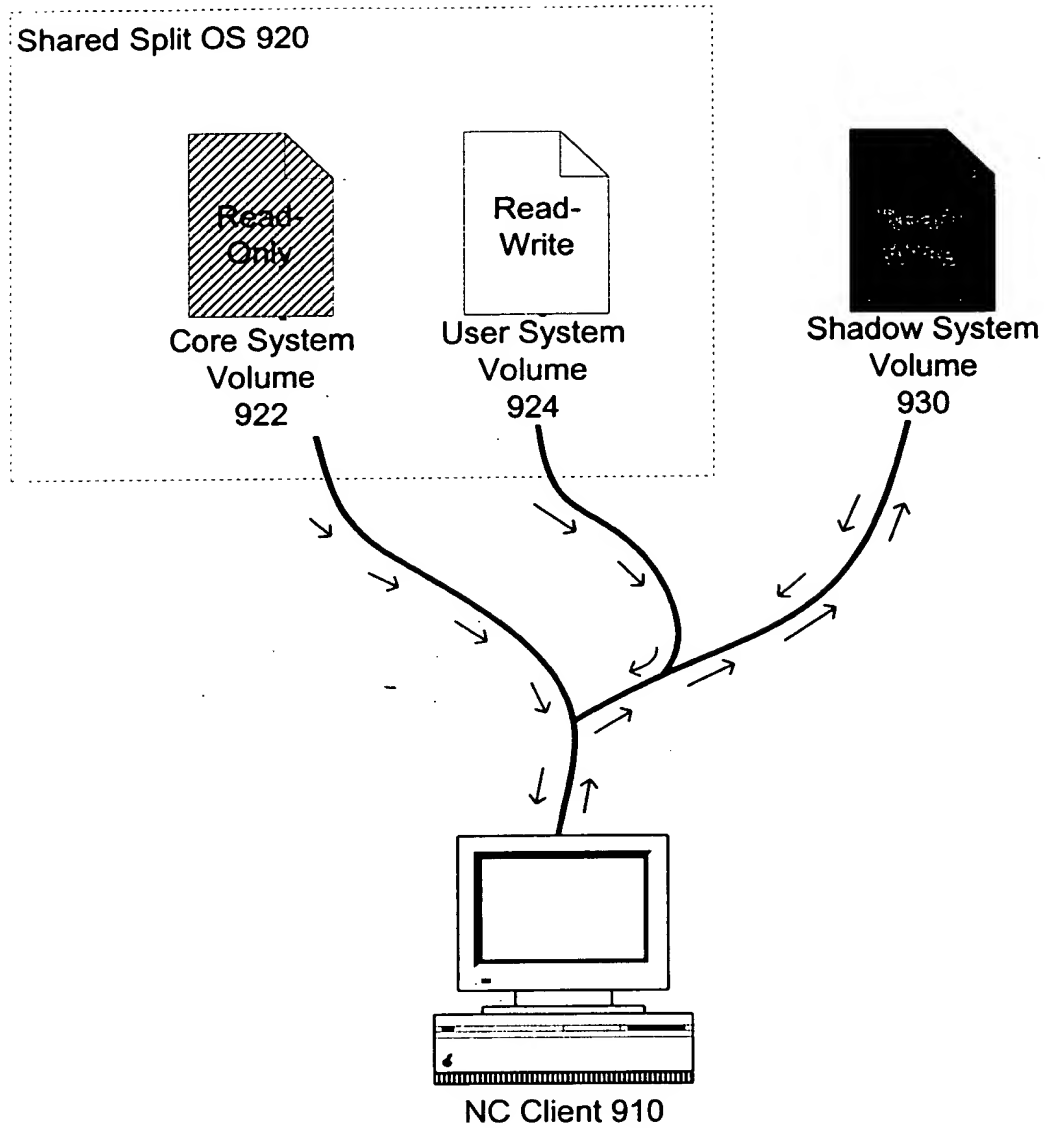 Shared Split OS 920
Read-
Only
Read-
Write
Core System
Volume
922
User System
Volume
924
Shadow System
Volume
930
NC Client 910